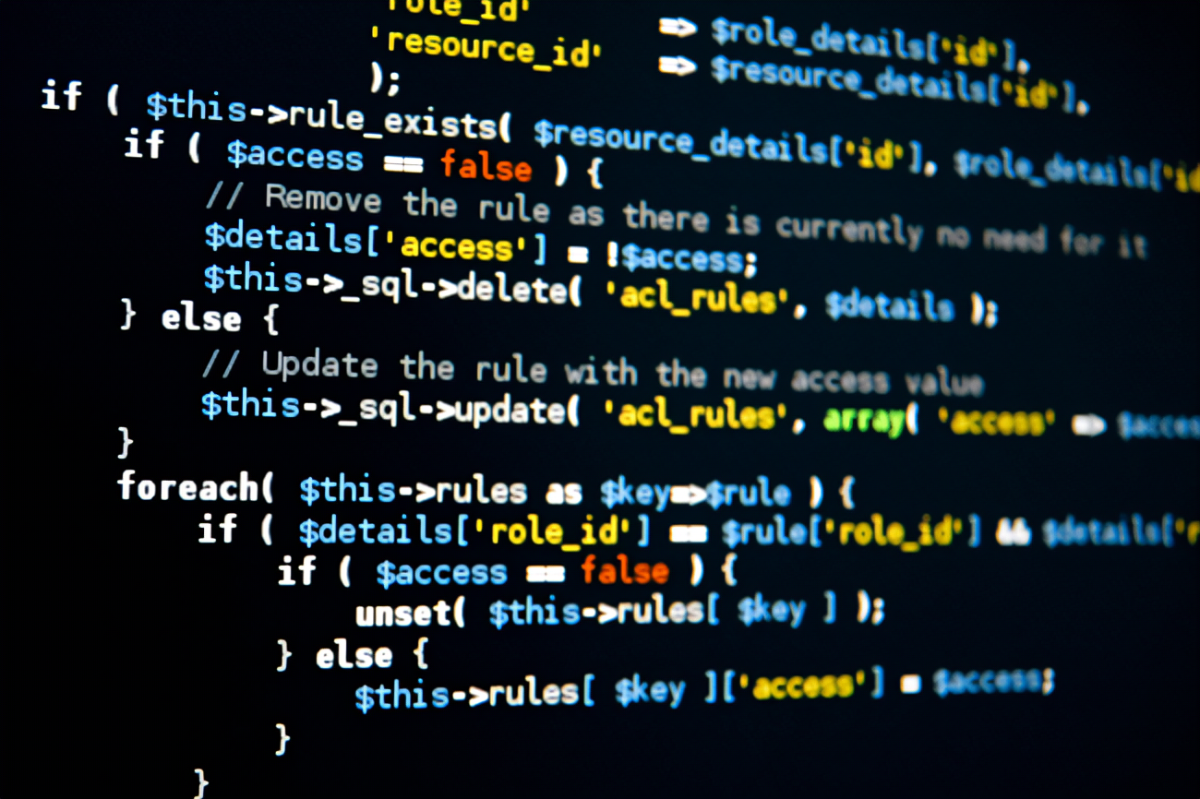 'role_id' => $role_details['id'],
'resource_id' => $resource_details['id'],
);
if ( $this->rule_exists( $resource_details['id'], $role_details['id
if ( $access == false ) {
// Remove the rule as there is currently no need for it
$details['access'] = !$access;
$this->_sql->delete( 'acl_rules', $details );
} else {
// Update the rule with the new access value
$this->_sql->update( 'acl_rules', array( 'access' => $acces
}
foreach( $this->rules as $key=>$rule ) {
if ( $details['role_id'] == $rule['role_id'] && $details['r
if ( $access == false ) {
unset( $this->rules[ $key ] );
} else {
$this->rules[ $key ]['access'] = $access;
}
}